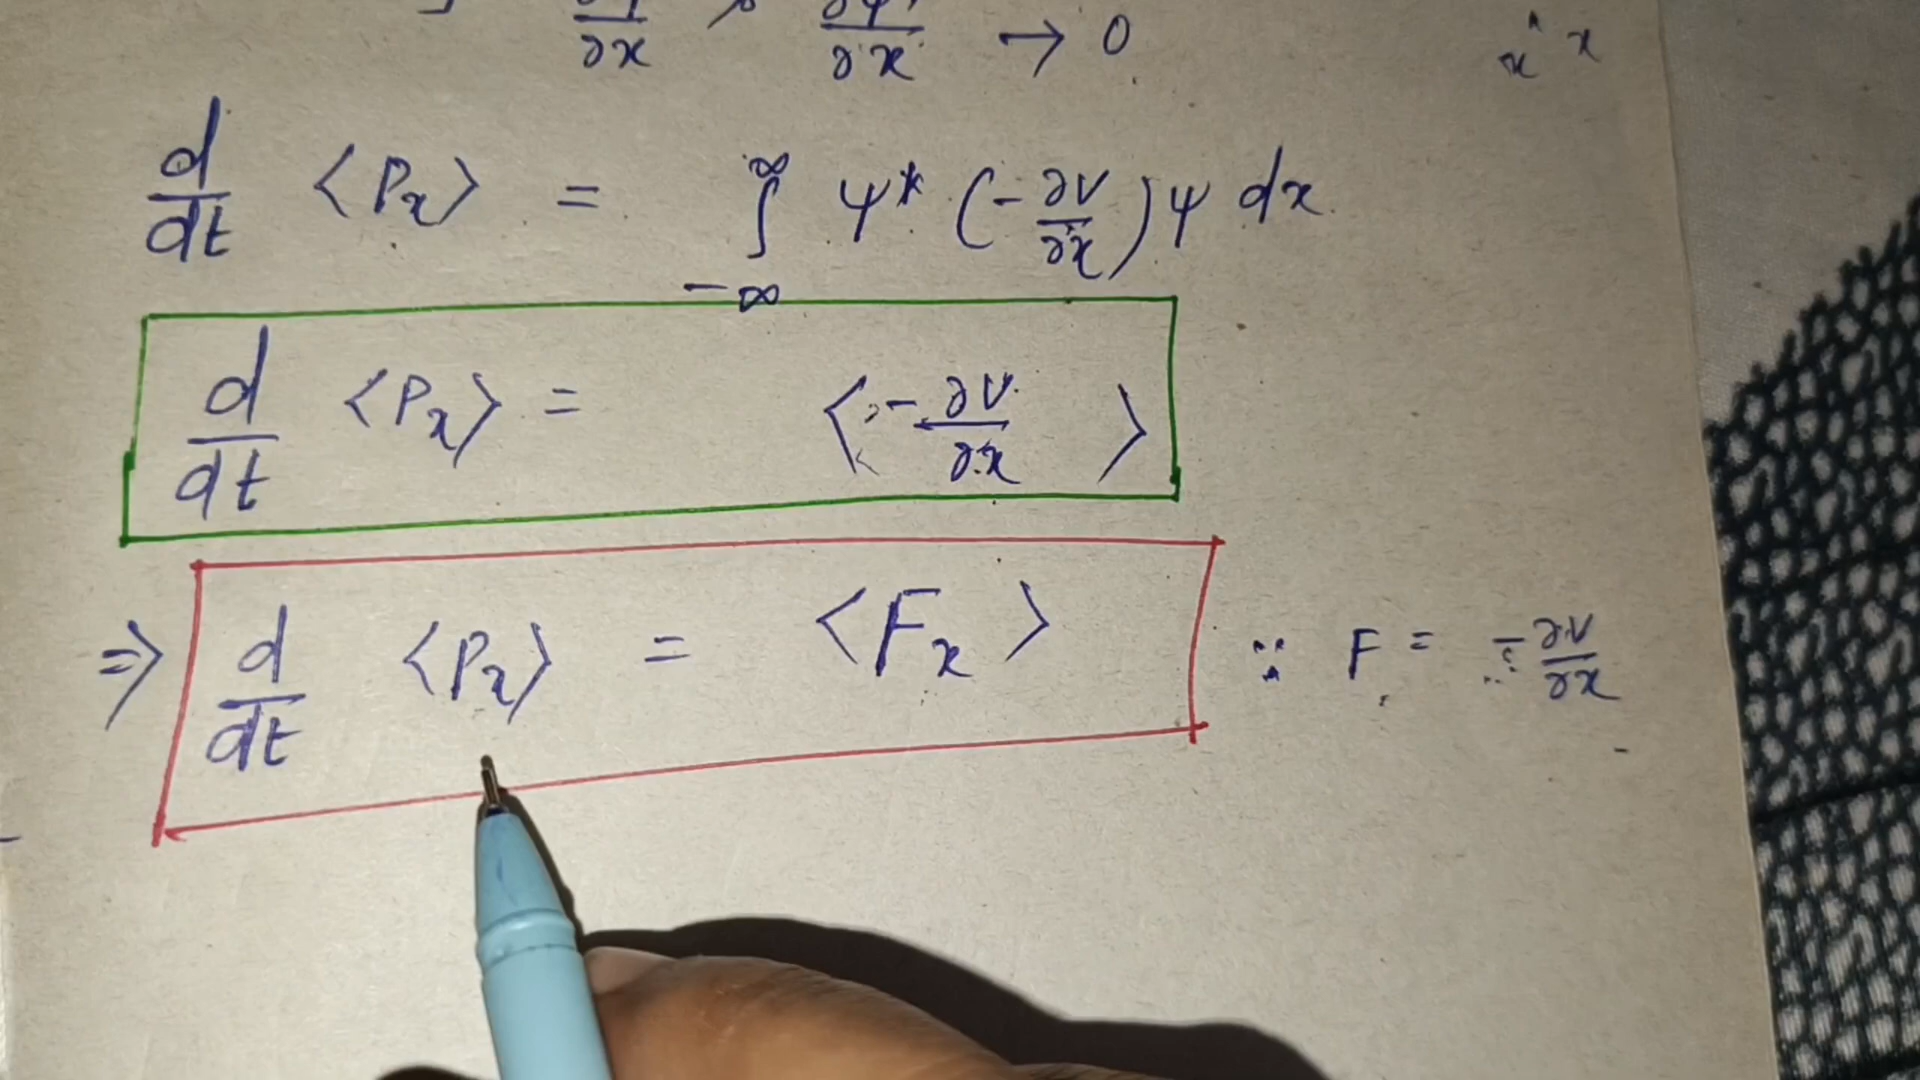 ∂x ∂x → 0
d/dt ⟨Px⟩ = ∫_{-∞}^{∞} ψ* (-∂V/∂x) ψ dx
d/dt ⟨Px⟩ = ⟨-∂V/∂x⟩
⇒ d/dt ⟨Px⟩ = ⟨Fx⟩ ∵ F = -∂V/∂x